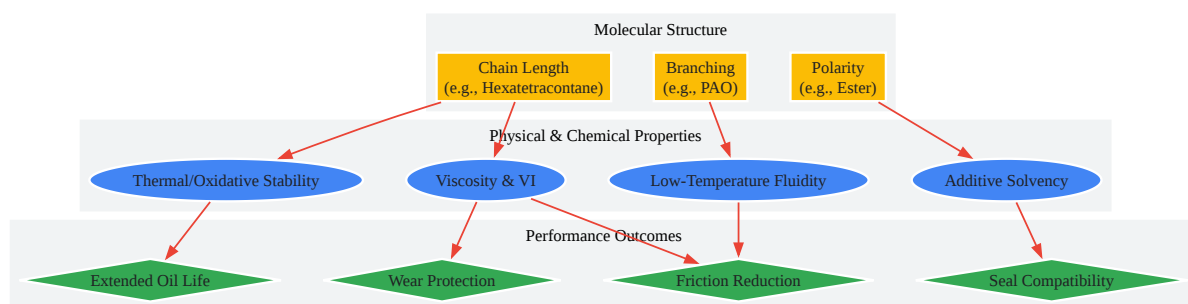 Molecular Structure
Chain Length
(e.g., Hexatetracontane)
Branching
(e.g., PAO)
Polarity
(e.g., Ester)
Physical & Chemical Properties
Thermal/Oxidative Stability
Viscosity & VI
Low-Temperature Fluidity
Additive Solvency
Performance Outcomes
Extended Oil Life
Wear Protection
Friction Reduction
Seal Compatibility